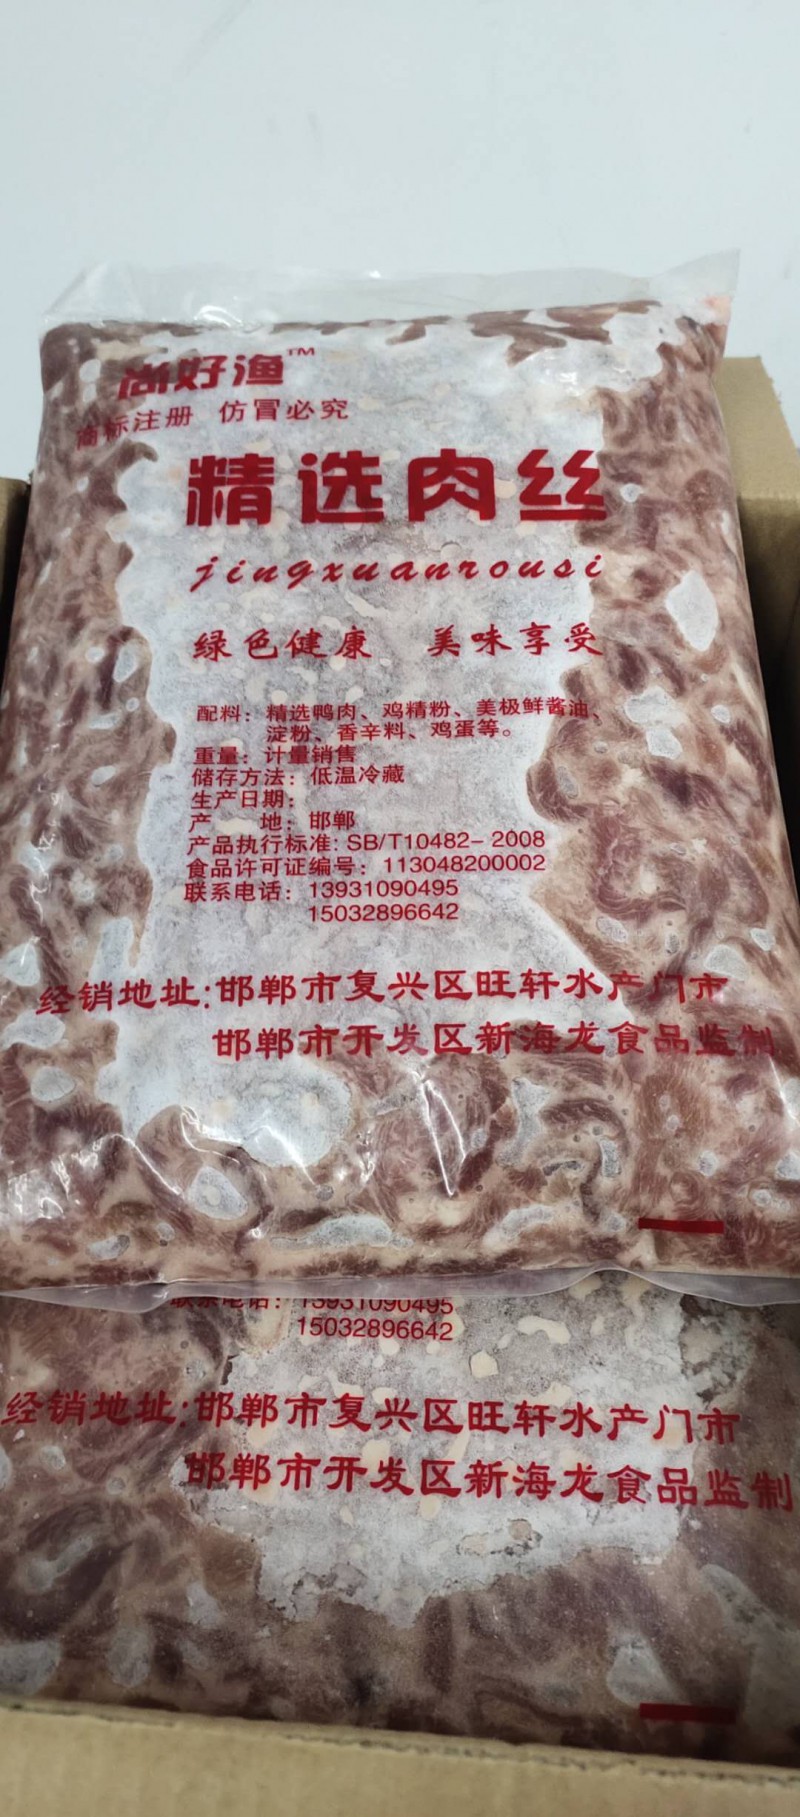 尚好渔™
商标注册 仿冒必究
精选肉丝
jingxuanrousi
绿色健康 美味享受
配料：精选鸭肉、鸡精粉、美极鲜酱油、
淀粉、香辛料、鸡蛋等。
重量：计量销售
储存方法：低温冷藏
生产日期：
产 地：邯郸
产品执行标准：SB/T10482-2008
食品许可证编号：113048200002
联系电话：13931090495
15032896642
经销地址：邯郸市复兴区旺轩水产门市
邯郸市开发区新海龙食品监制
联系电话：13931090495
15032896642
经销地址：邯郸市复兴区旺轩水产门市
邯郸市开发区新海龙食品监制